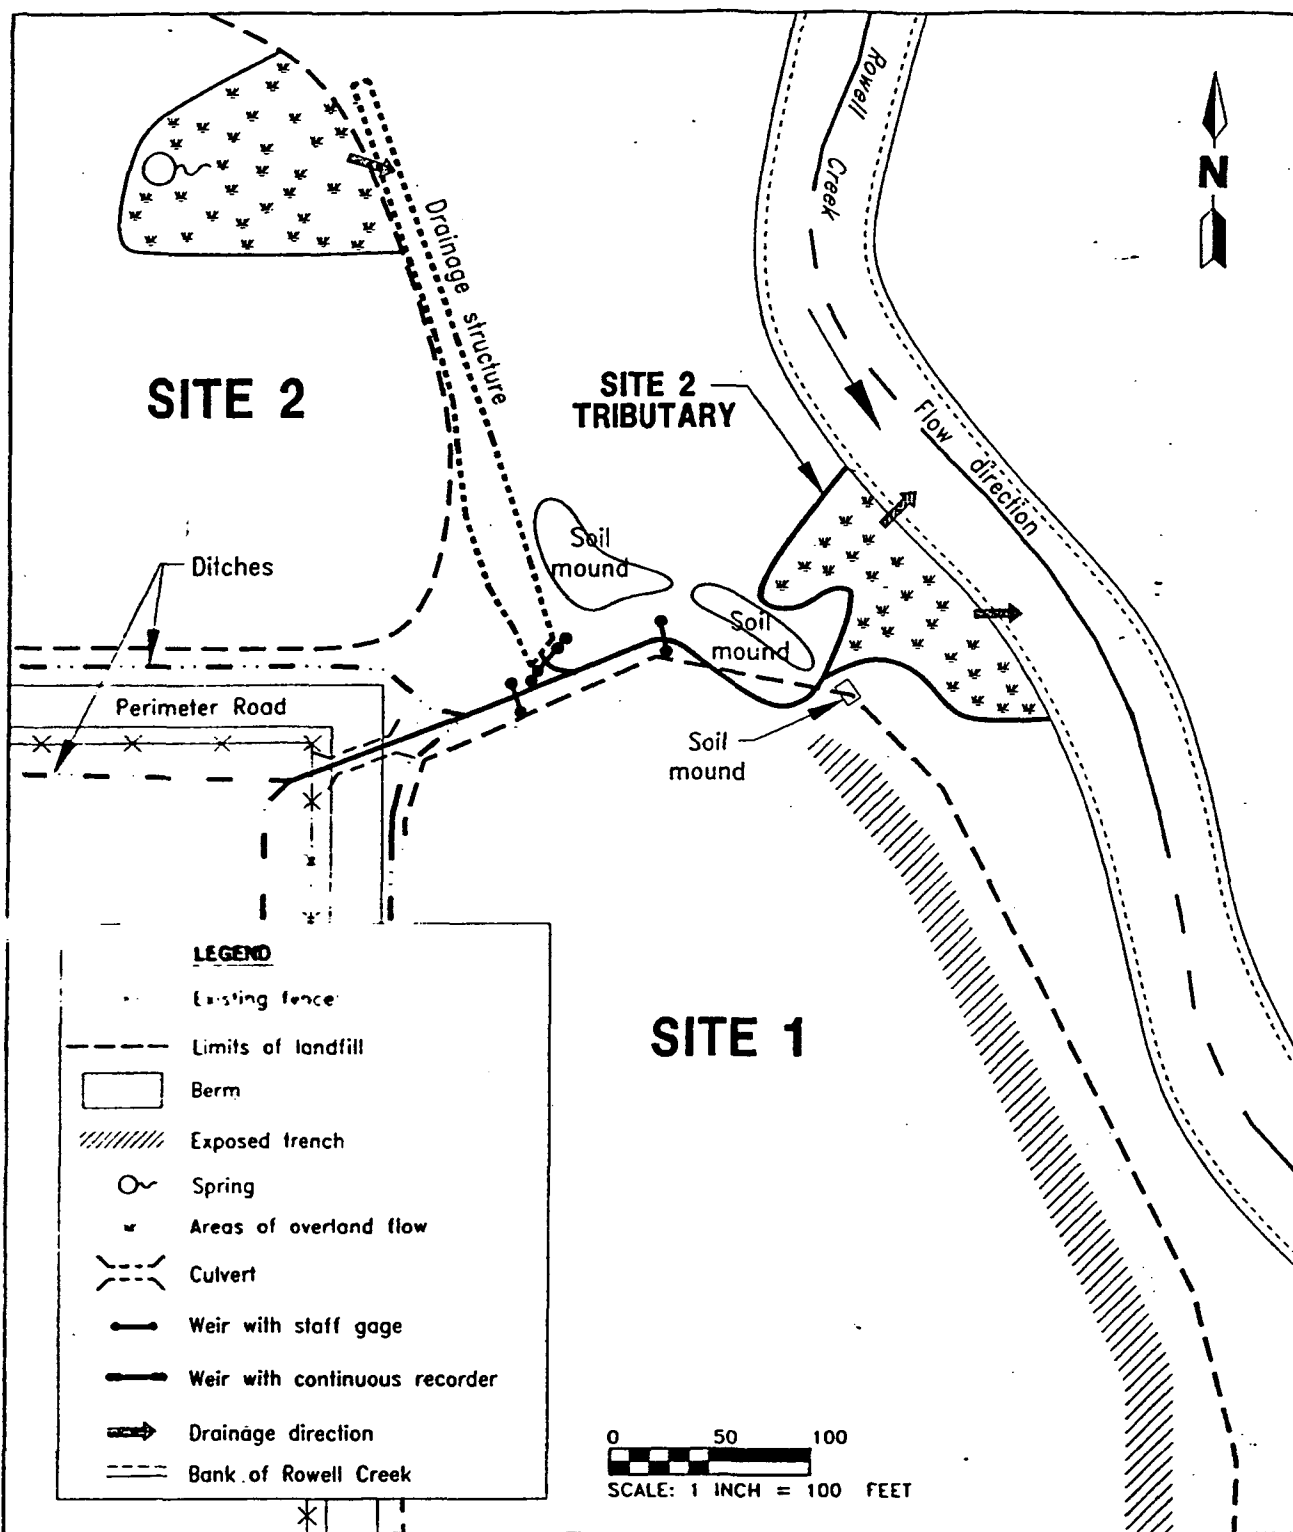 Rowell
Creek
N
Drainage structure
SITE 2
SITE 2
TRIBUTARY
Flow direction
Soil
mound
Ditches
Soil
mound
Perimeter Road
Soil
mound
SITE 1
LEGEND
Existing fence
Limits of landfill
Berm
Exposed trench
Spring
Areas of overland flow
Culvert
Weir with staff gage
Weir with continuous recorder
Drainage direction
Bank of Rowell Creek
0 50 100
SCALE: 1 INCH = 100 FEET